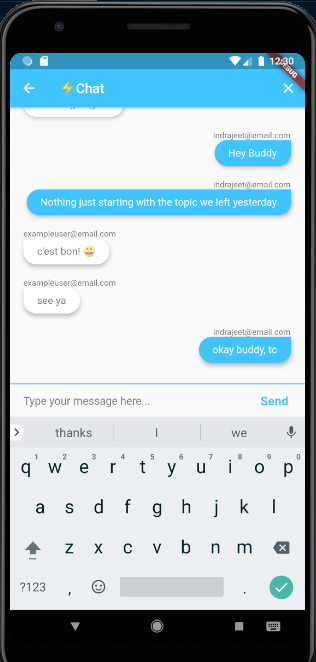 12:30
DEBUG
⚡Chat
indrajeet@email.com
Hey Buddy
indrajeet@email.com
Nothing just starting with the topic we left yesterday
exampleuser@email.com
c'est bon! 😀
exampleuser@email.com
see ya
indrajeet@email.com
okay buddy, tc
Type your message here...
Send
thanks
I
we
1 2 3 4 5 6 7 8 9 0
q w e r t y u i o p
a s d f g h j k l
z x c v b n m
?123 , .